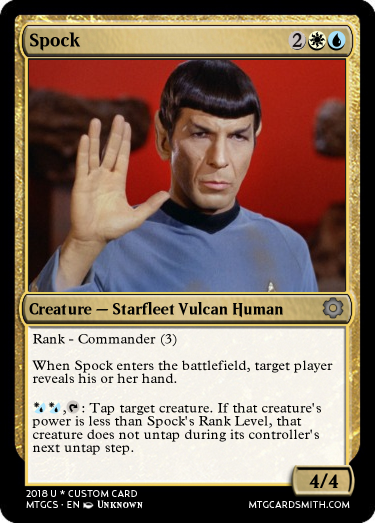 Spock 2
Creature — Starfleet Vulcan Human
Rank - Commander (3)
When Spock enters the battlefield, target player
reveals his or her hand.
: Tap target creature. If that creature's
power is less than Spock's Rank Level, that
creature does not untap during its controller's
next untap step.
4/4
2018 U * CUSTOM CARD
MTGCS · EN Unknown
MTGCARDSMITH.COM